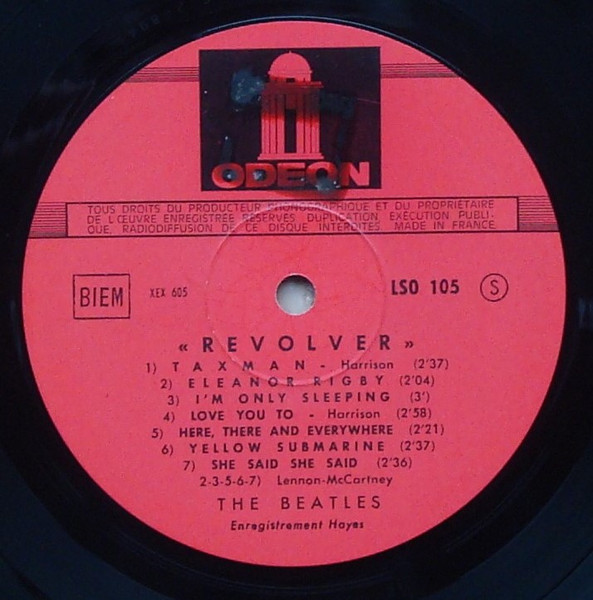 ODEON
TOUS DROITS DU PRODUCTEUR PHONOGRAPHIQUE ET DU PROPRIETAIRE
DE L'ŒUVRE ENREGISTRÉE RÉSERVÉS. DUPLICATION, EXÉCUTION PUBLI-
QUE, RADIODIFFUSION DE CE DISQUE INTERDITES. MADE IN FRANCE.
BIEM XEX 605 LSO 105 S
« REVOLVER »
1) TAXMAN - Harrison (2'37)
2) ELEANOR RIGBY (2'04)
3) I'M ONLY SLEEPING (3')
4) LOVE YOU TO - Harrison (2'58)
5) HERE, THERE AND EVERYWHERE (2'21)
6) YELLOW SUBMARINE (2'37)
7) SHE SAID SHE SAID (2'36)
2-3-5-6-7) Lennon-McCartney
THE BEATLES
Enregistrement Hayes